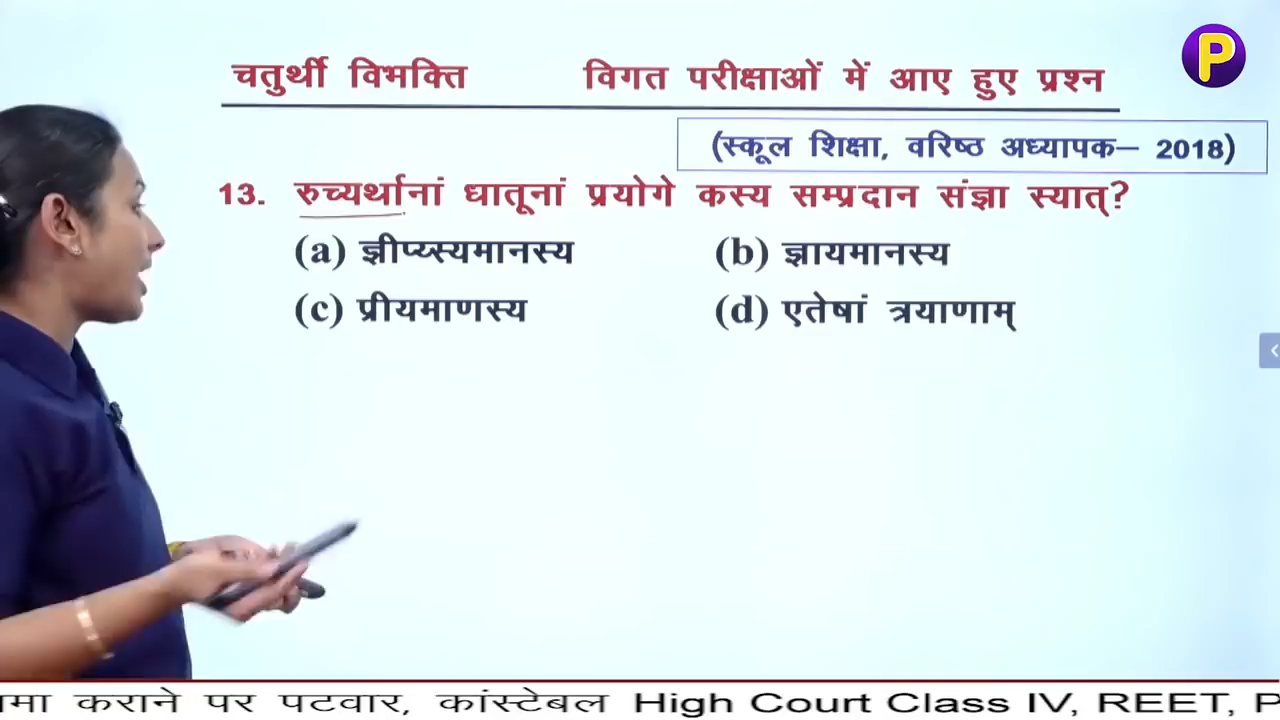 चतुर्थी विभक्ति विगत परीक्षाओं में आए हुए प्रश्न
P
(स्कूल शिक्षा, वरिष्ठ अध्यापक– 2018)
13. रुच्यर्थानां धातूनां प्रयोगे कस्य सम्प्रदान संज्ञा स्यात्?
(a) ज्ञीप्य्स्यमानस्य (b) ज्ञायमानस्य
(c) प्रीयमाणस्य (d) एतेषां त्रयाणाम्
कराने पर पटवार, कांस्टेबल High Court Class IV, REET,